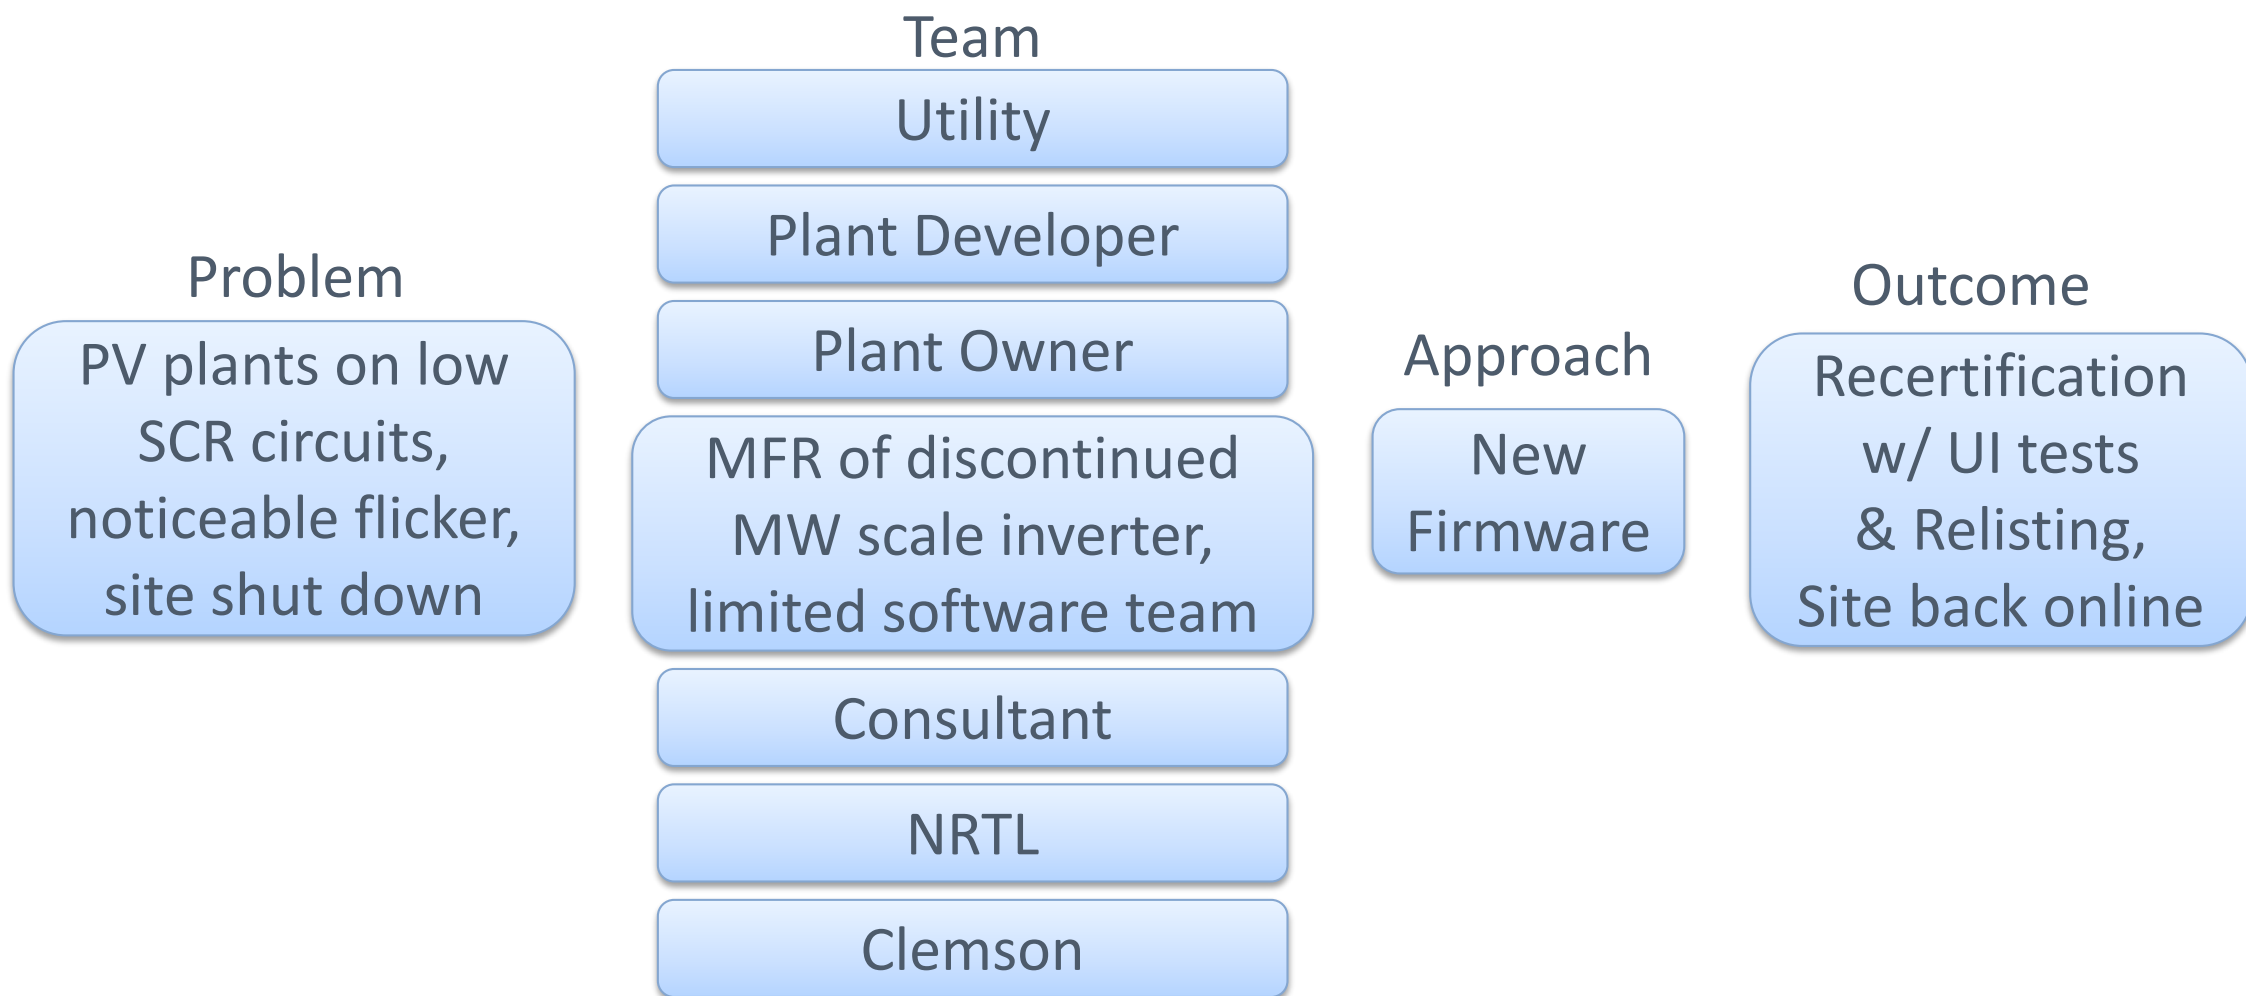 Problem
PV plants on low
SCR circuits,
noticeable flicker,
site shut down
Team
Utility
Plant Developer
Plant Owner
MFR of discontinued
MW scale inverter,
limited software team
Consultant
NRTL
Clemson
Approach
New
Firmware
Outcome
Recertification
w/ UI tests
& Relisting,
Site back online